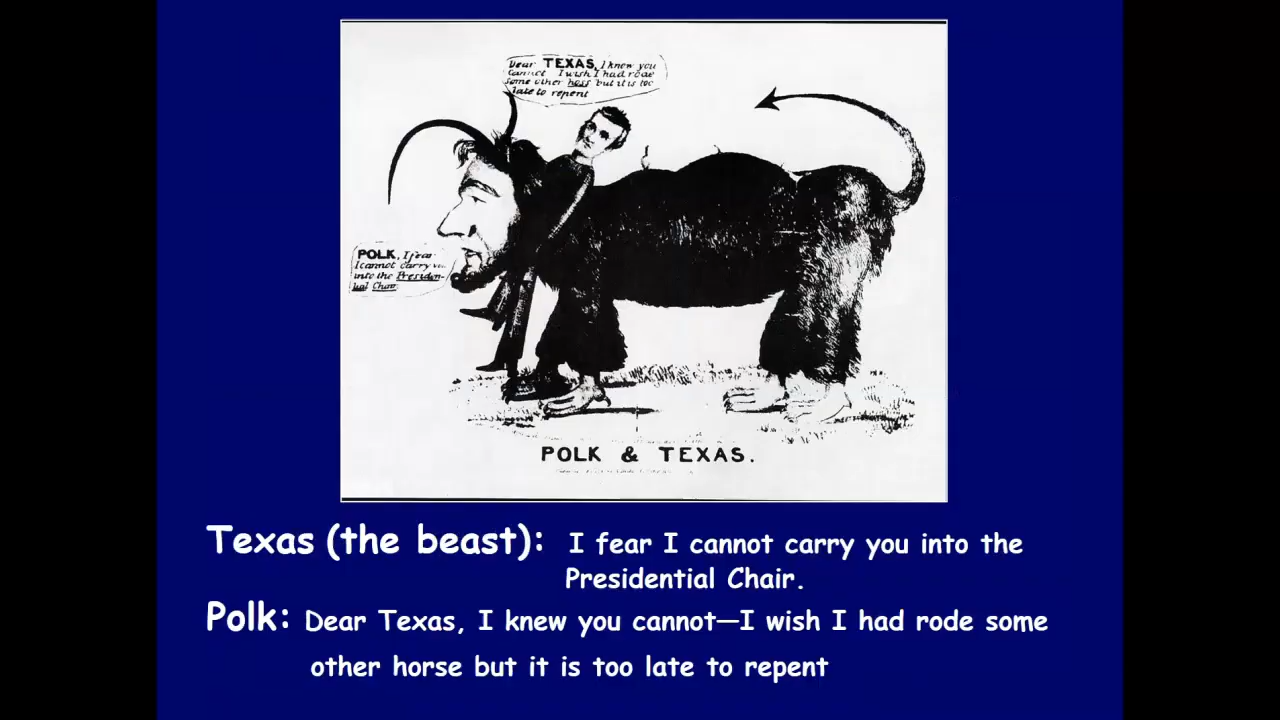 Dear TEXAS, I knew you
Cannot I wish I had rode
some other hoss but it is too
late to repent
POLK, I fear
I cannot carry you
into the Presiden-
tial Chair.
POLK & TEXAS.
Texas (the beast): I fear I cannot carry you into the
Presidential Chair.
Polk: Dear Texas, I knew you cannot—I wish I had rode some
other horse but it is too late to repent